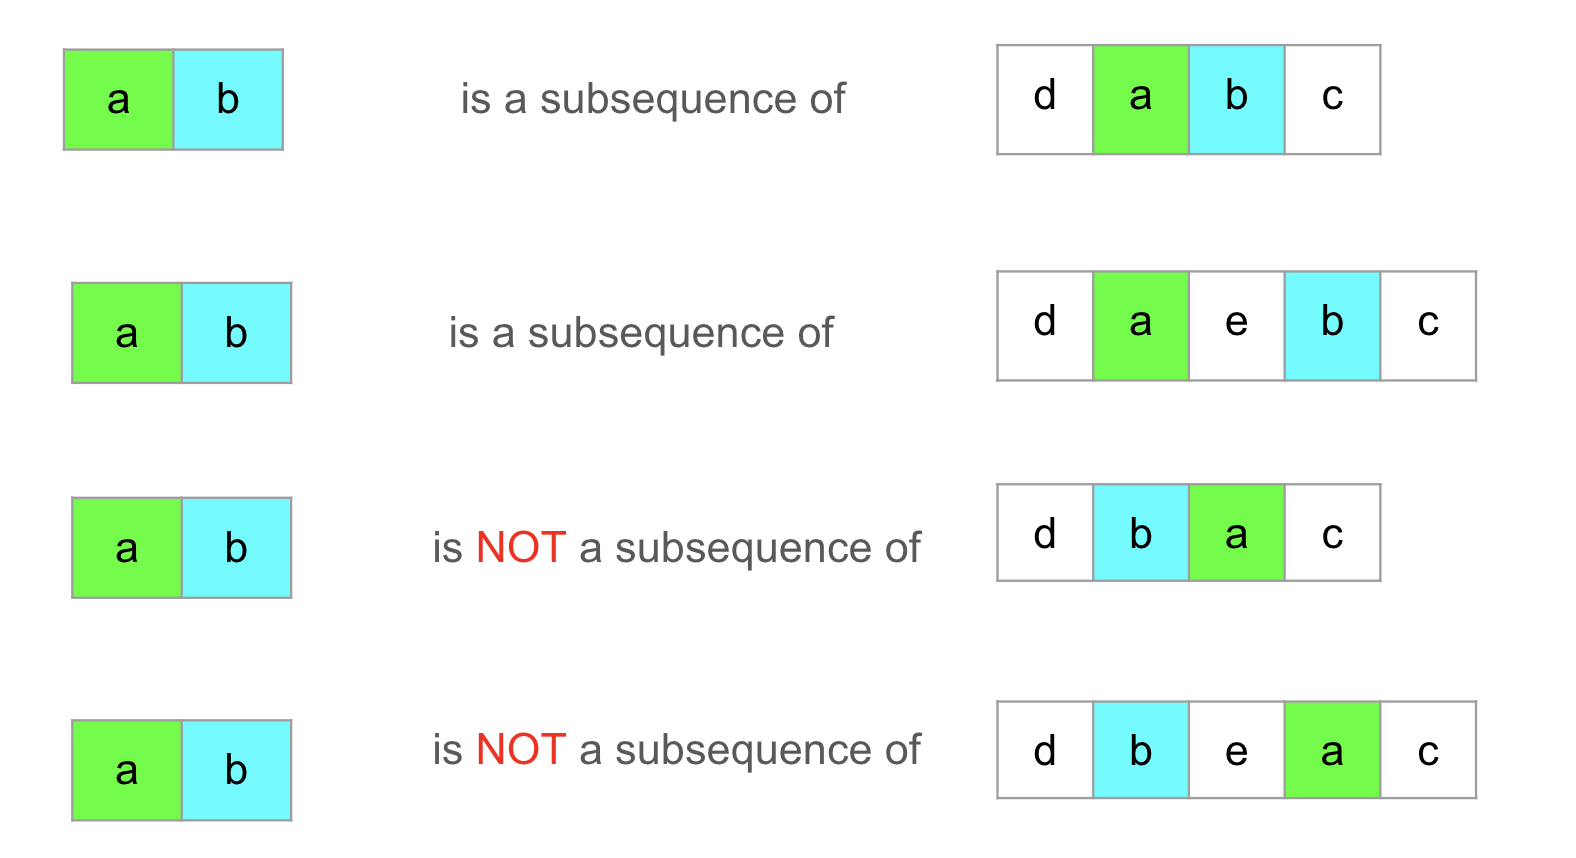 a b is a subsequence of d a b c
a b is a subsequence of d a e b c
a b is NOT a subsequence of d b a c
a b is NOT a subsequence of d b e a c